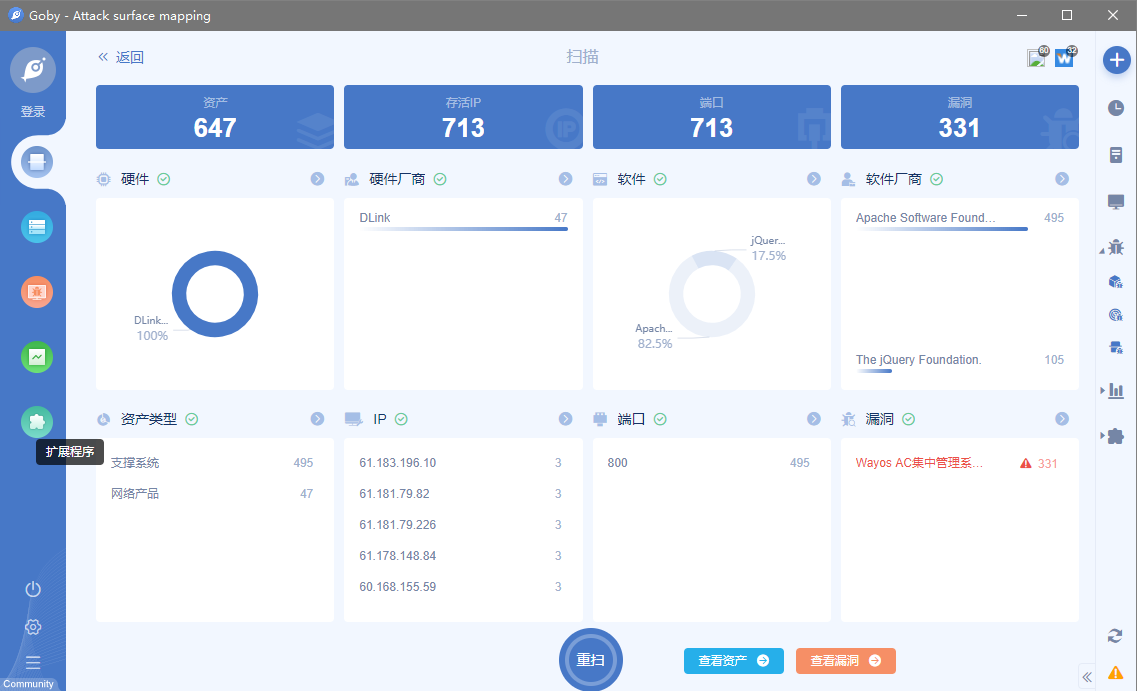 Goby - Attack surface mapping
登录
返回
扫描
60
32
资产
647
存活IP
713
端口
713
漏洞
331
硬件
硬件厂商
软件
软件厂商
DLink...
100%
DLink 47
jQuer...
17.5%
Apach...
82.5%
Apache Software Found... 495
The jQuery Foundation. 105
资产类型
IP
端口
漏洞
扩展程序
支撑系统 495
网络产品 47
61.183.196.10 3
61.181.79.82 3
61.181.79.226 3
61.178.148.84 3
60.168.155.59 3
800 495
Wayos AC集中管理系... 331
重扫
查看资产
查看漏洞
Community